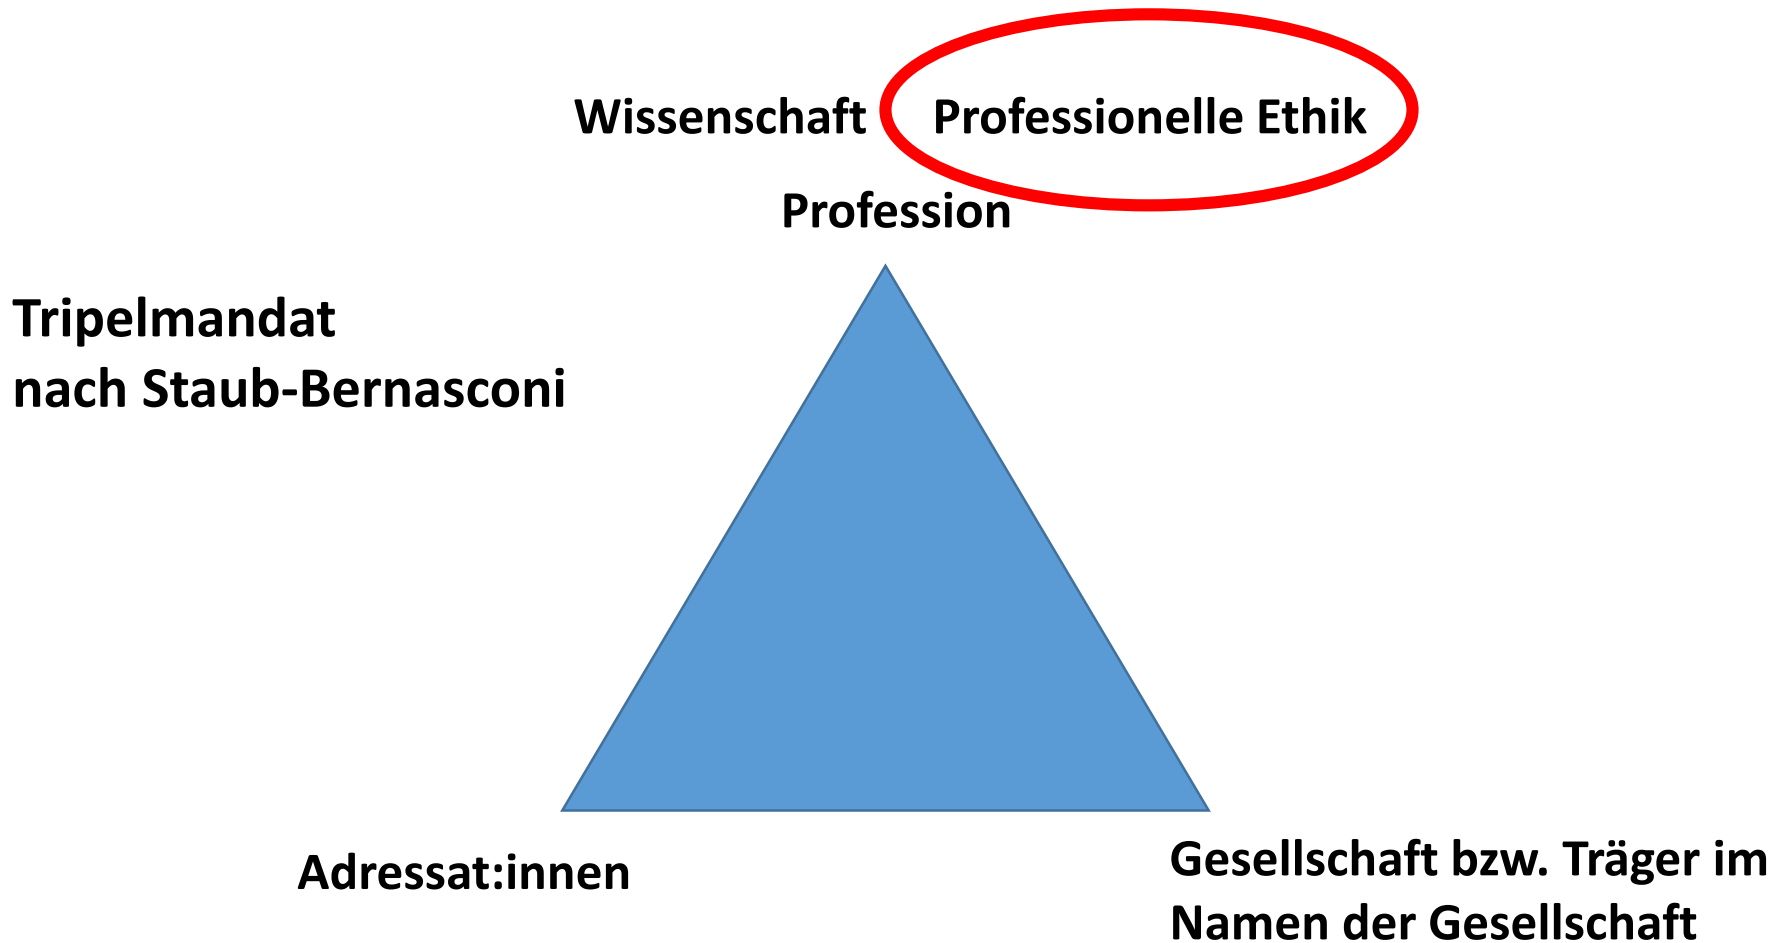 Wissenschaft Professionelle Ethik
Profession
Tripelmandat
nach Staub-Bernasconi
Adressat:innen
Gesellschaft bzw. Träger im
Namen der Gesellschaft